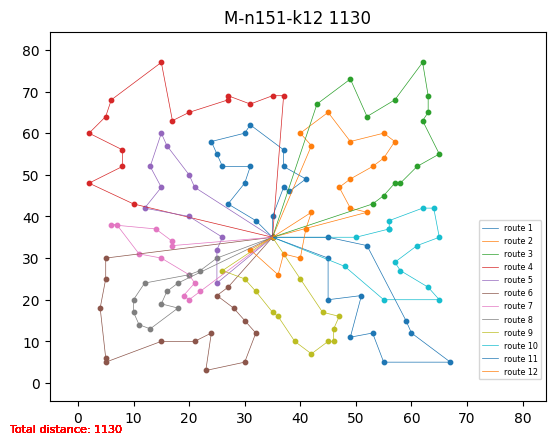 M-n151-k12 1130
80
70
60
50
40
30
20
10
0
0 10 20 30 40 50 60 70 80
route 1
route 2
route 3
route 4
route 5
route 6
route 7
route 8
route 9
route 10
route 11
route 12
Total distance: 1130